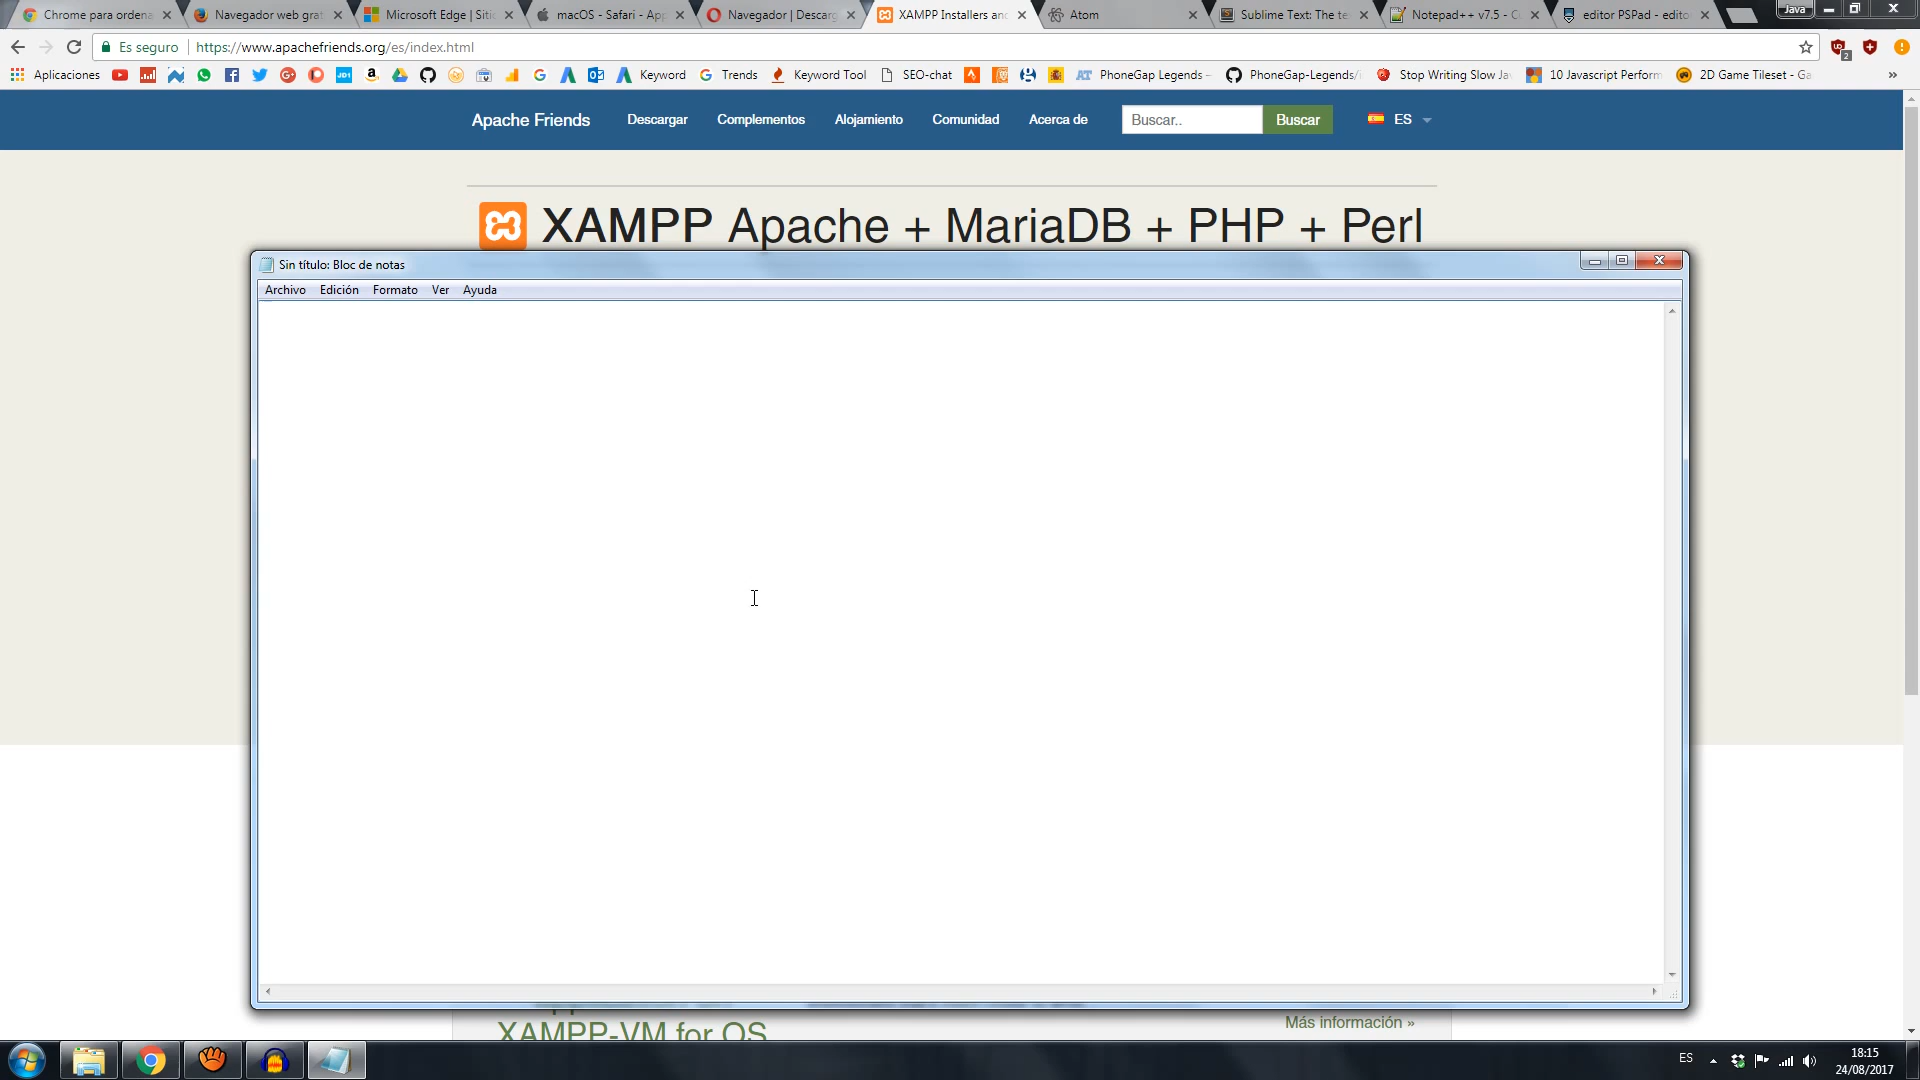 Chrome para ordena
Navegador web grat
Microsoft Edge | Siti
macOS - Safari - App
Navegador | Descarg
XAMPP Installers and
Atom
Sublime Text: The te
Notepad++ v7.5 - Cu
editor PSPad - edito
Java
Es seguro
https://www.apachefriends.org/es/index.html
2
Aplicaciones
Keyword
Trends
Keyword Tool
SEO-chat
PhoneGap Legends -
PhoneGap-Legends/
Stop Writing Slow Ja
10 Javascript Perform
2D Game Tileset - Ga
»
Apache Friends
Descargar
Complementos
Alojamiento
Comunidad
Acerca de
Buscar..
Buscar
ES
XAMPP Apache + MariaDB + PHP + Perl
Sin título: Bloc de notas
Archivo Edición Formato Ver Ayuda
XAMPP-VM for OS
Más información »
ES
18:15
24/08/2017